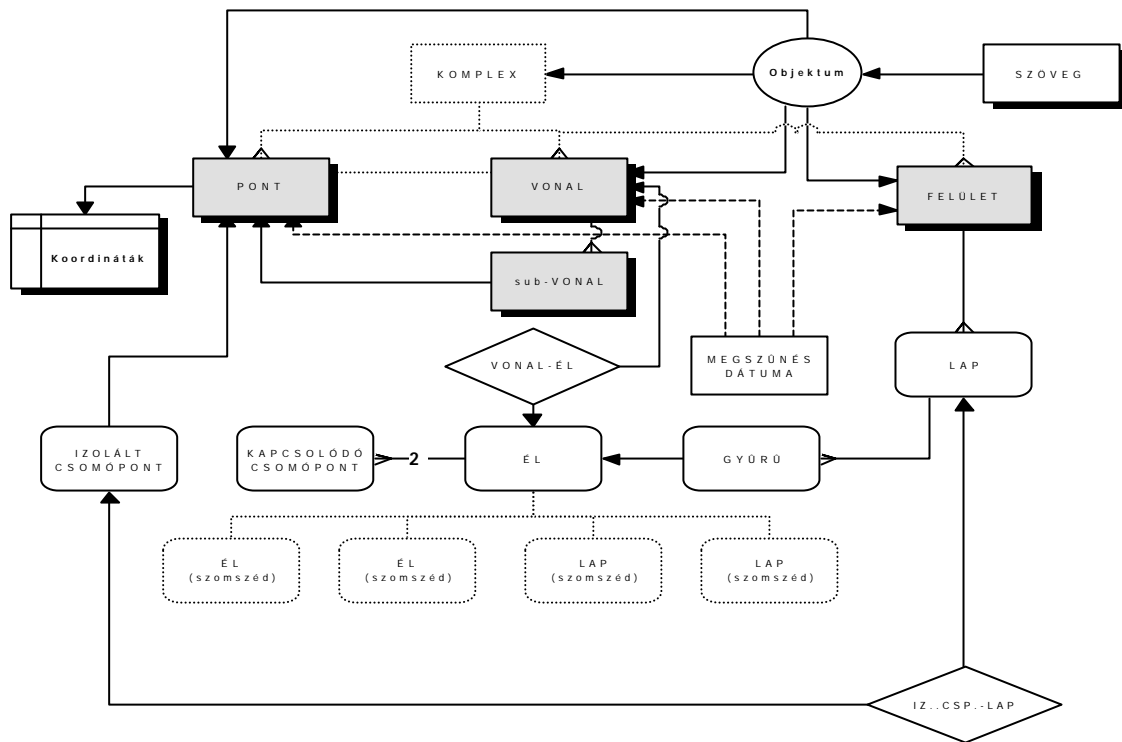 KOMPLEX
Objektum
SZÖVEG
PONT
VONAL
FELÜLET
Koordináták
sub-VONAL
VONAL-ÉL
MEGSZŰNÉS
DÁTUMA
LAP
IZOLÁLT
CSOMÓPONT
KAPCSOLÓDÓ
CSOMÓPONT
2
ÉL
GYŰRŰ
ÉL
(szomszéd)
ÉL
(szomszéd)
LAP
(szomszéd)
LAP
(szomszéd)
IZ..CSP.-LAP